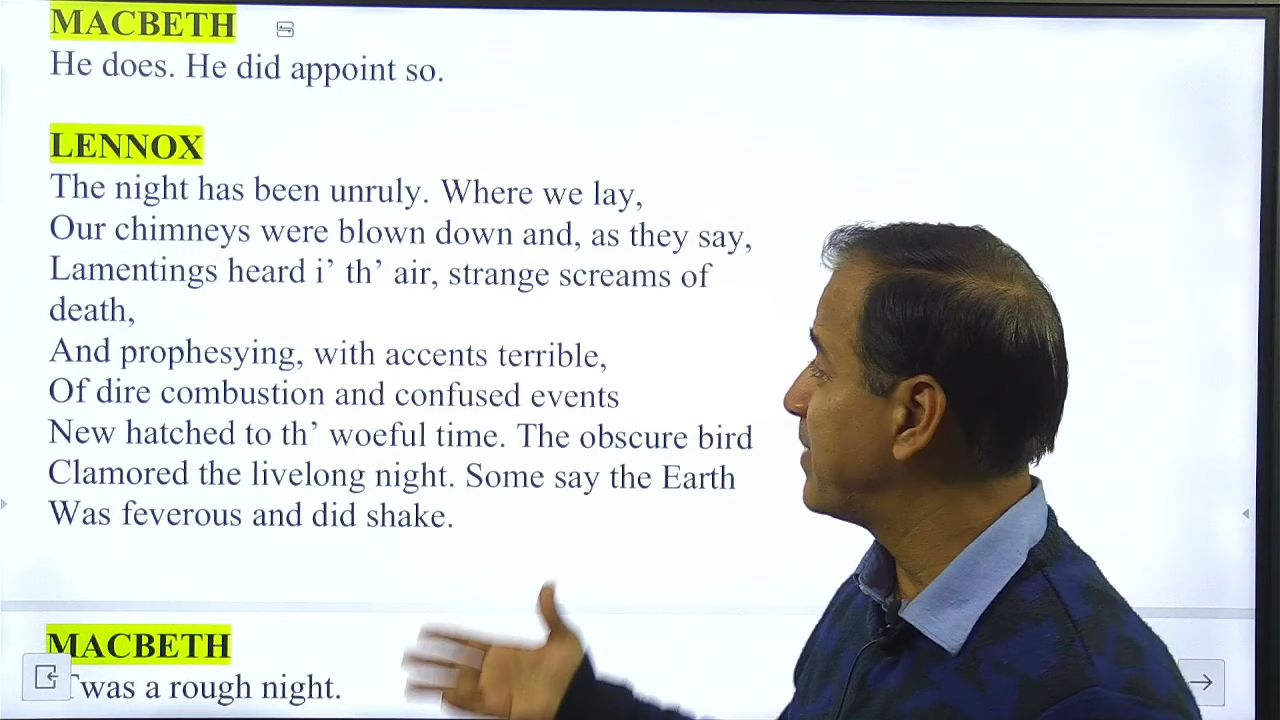 MACBETH
He does. He did appoint so.
LENNOX
The night has been unruly. Where we lay,
Our chimneys were blown down and, as they say,
Lamentings heard i’ th’ air, strange screams of
death,
And prophesying, with accents terrible,
Of dire combustion and confused events
New hatched to th’ woeful time. The obscure bird
Clamored the livelong night. Some say the Earth
Was feverous and did shake.
MACBETH
’Twas a rough night.